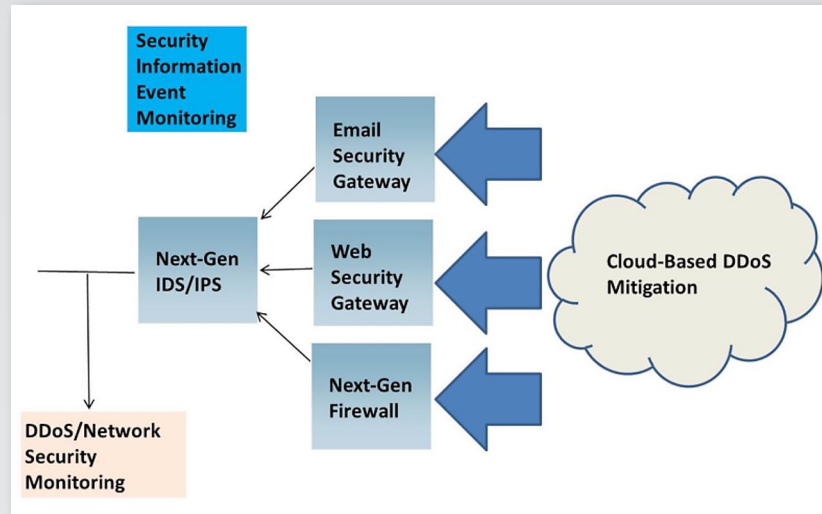 Security
Information
Event
Monitoring
Email
Security
Gateway
Next-Gen
IDS/IPS
Web
Security
Gateway
Cloud-Based DDoS
Mitigation
Next-Gen
Firewall
DDoS/Network
Security
Monitoring